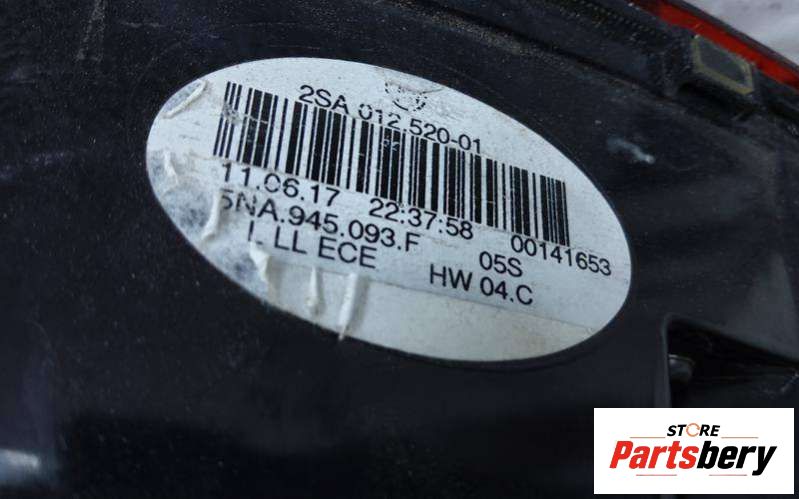 2SA 012.520-01
11.06.17 22:37:58 00141653
5NA.945.093.F 05S
L LL ECE HW 04.C
STORE
Partsbery